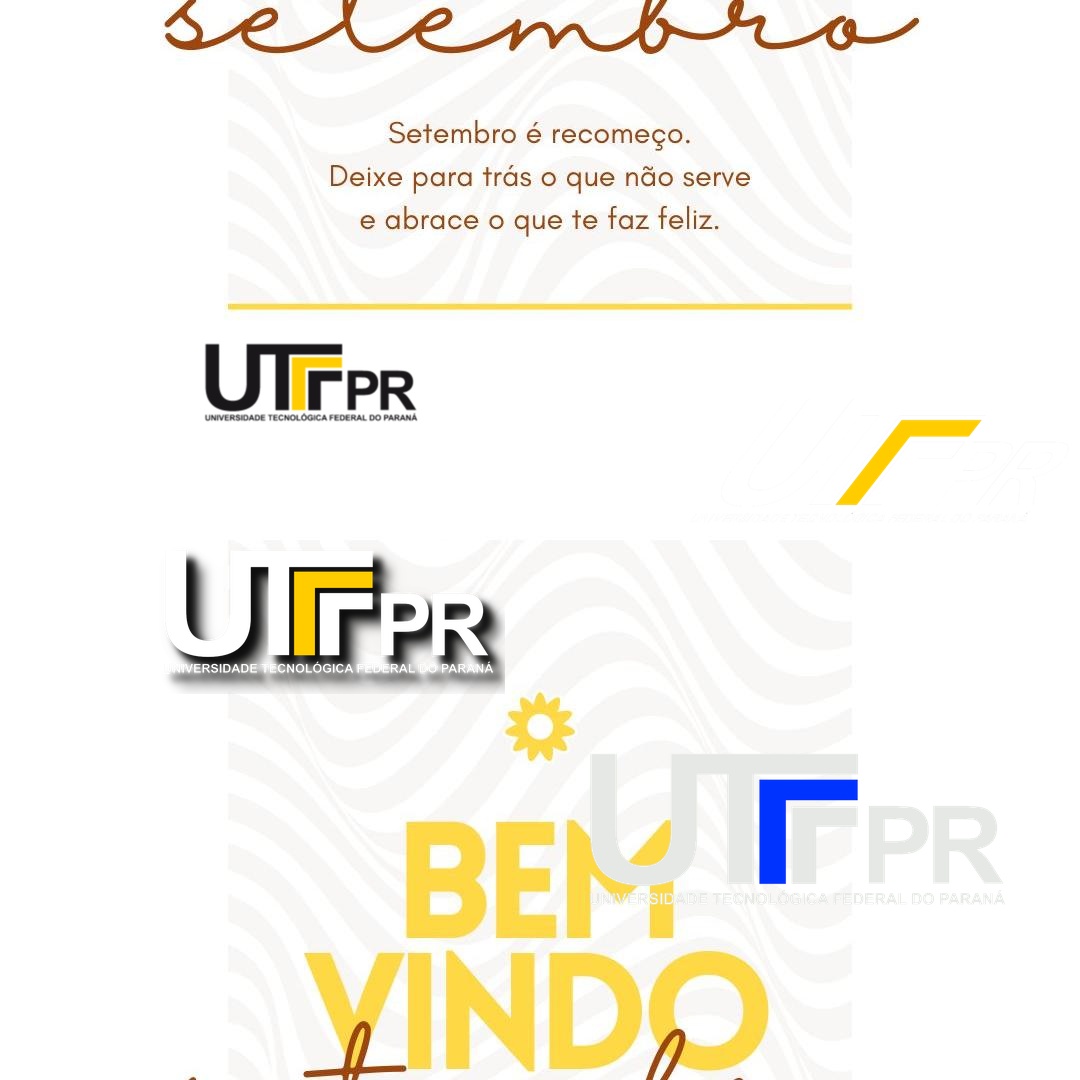 setembro
Setembro é recomeço.
Deixe para trás o que não serve
e abrace o que te faz feliz.
UTFPR
UNIVERSIDADE TECNOLÓGICA FEDERAL DO PARANÁ
UTFPR
UTFPR
UNIVERSIDADE TECNOLÓGICA FEDERAL DO PARANÁ
UTFPR
UNIVERSIDADE TECNOLÓGICA FEDERAL DO PARANÁ
BEM
VINDO